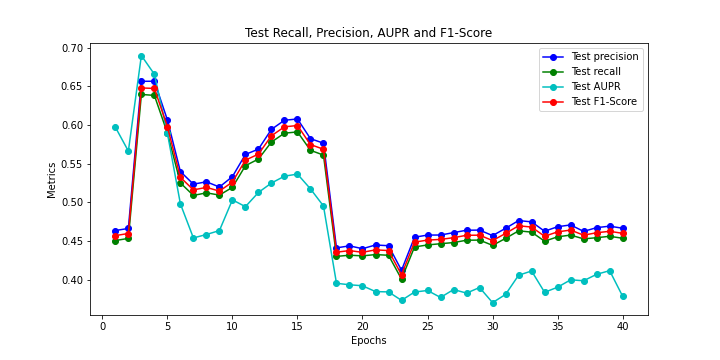 Test Recall, Precision, AUPR and F1-Score
0.70
0.65
0.60
0.55
0.50
0.45
0.40
Metrics
Test precision
Test recall
Test AUPR
Test F1-Score
0 5 10 15 20 25 30 35 40
Epochs